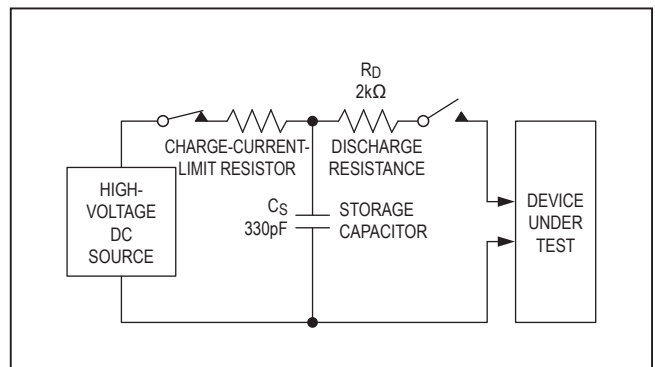 RD
2kΩ
CHARGE-CURRENT-
LIMIT RESISTOR
DISCHARGE
RESISTANCE
HIGH-
VOLTAGE
DC
SOURCE
CS
330pF
STORAGE
CAPACITOR
DEVICE
UNDER
TEST